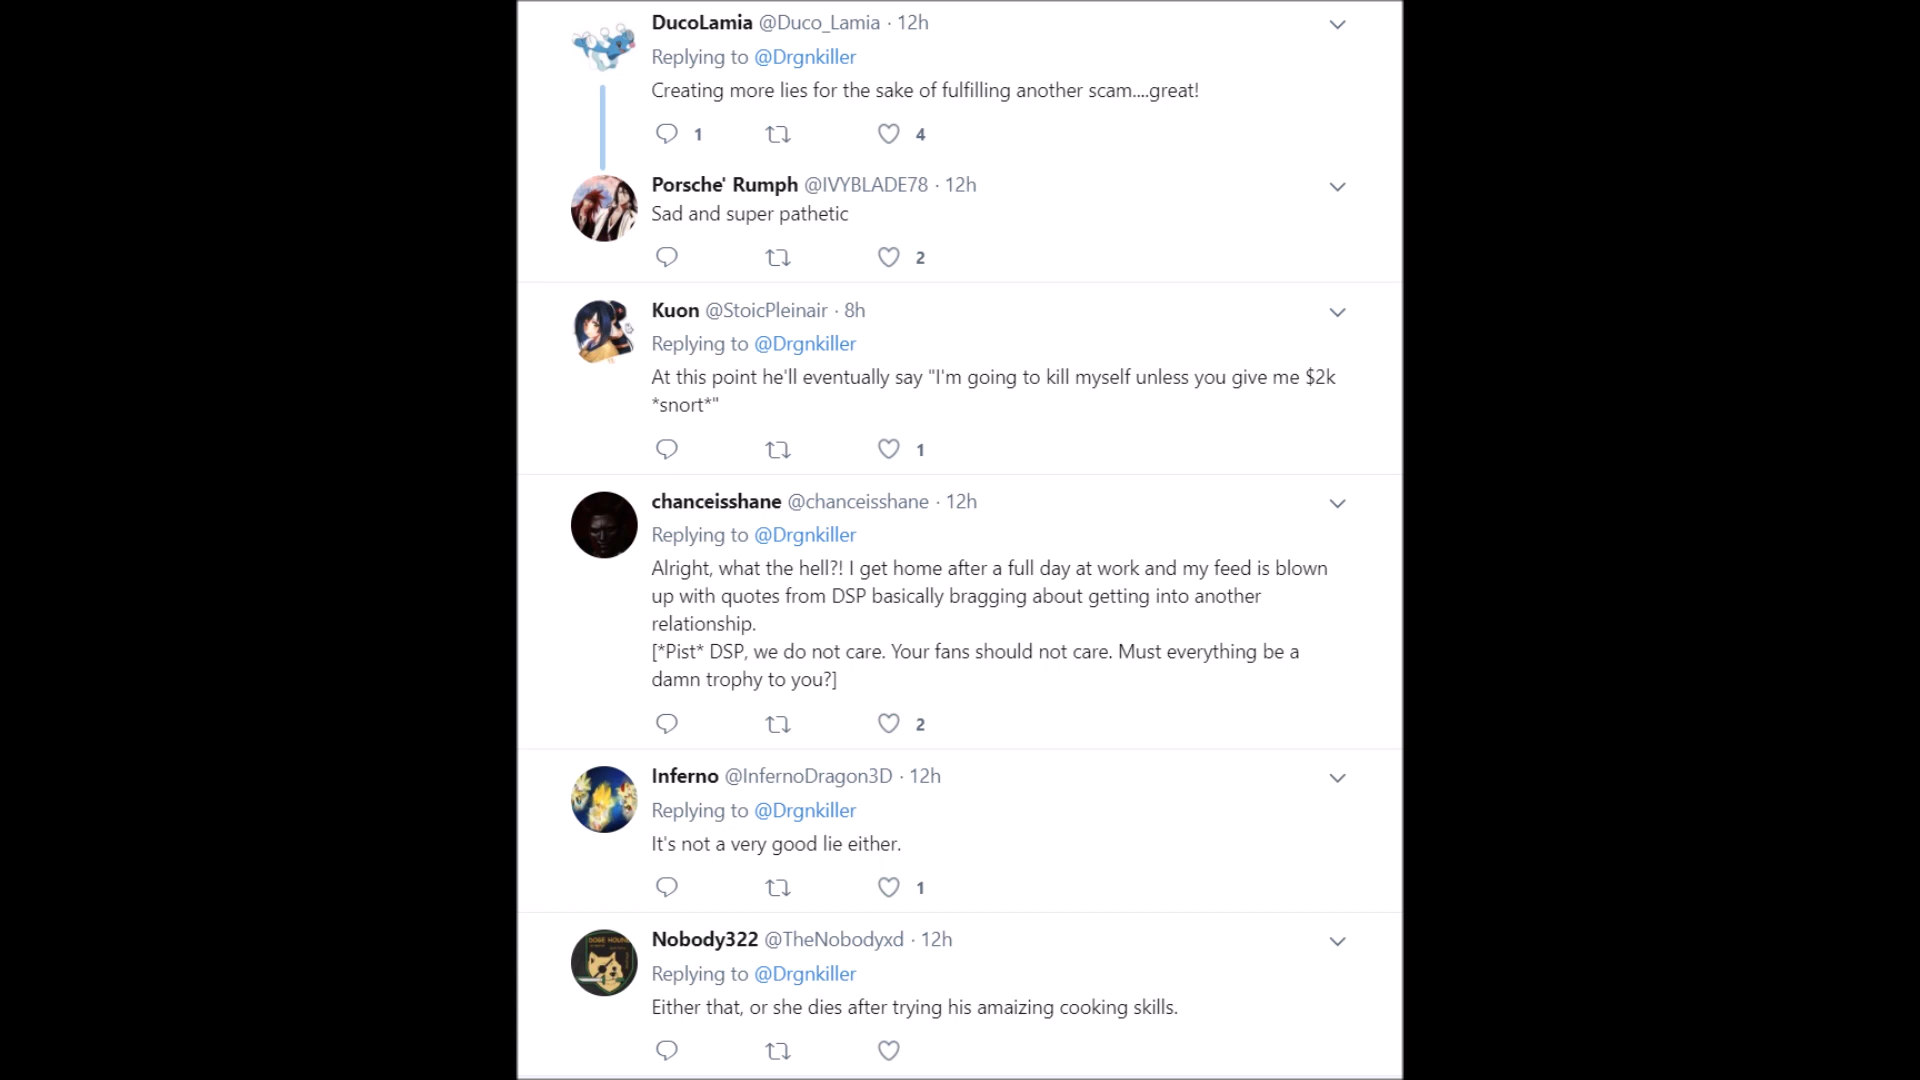 DucoLamia @Duco_Lamia · 12h
Replying to @Drgnkiller
Creating more lies for the sake of fulfilling another scam....great!
1 4
Porsche' Rumph @IVYBLADE78 · 12h
Sad and super pathetic
2
Kuon @StoicPleinair · 8h
Replying to @Drgnkiller
At this point he'll eventually say "I'm going to kill myself unless you give me $2k
*snort*"
1
chanceisshane @chanceisshane · 12h
Replying to @Drgnkiller
Alright, what the hell?! I get home after a full day at work and my feed is blown
up with quotes from DSP basically bragging about getting into another
relationship.
[*Pist* DSP, we do not care. Your fans should not care. Must everything be a
damn trophy to you?]
2
Inferno @InfernoDragon3D · 12h
Replying to @Drgnkiller
It's not a very good lie either.
1
DOGE HOUND
Nobody322 @TheNobodyxd · 12h
Replying to @Drgnkiller
Either that, or she dies after trying his amaizing cooking skills.